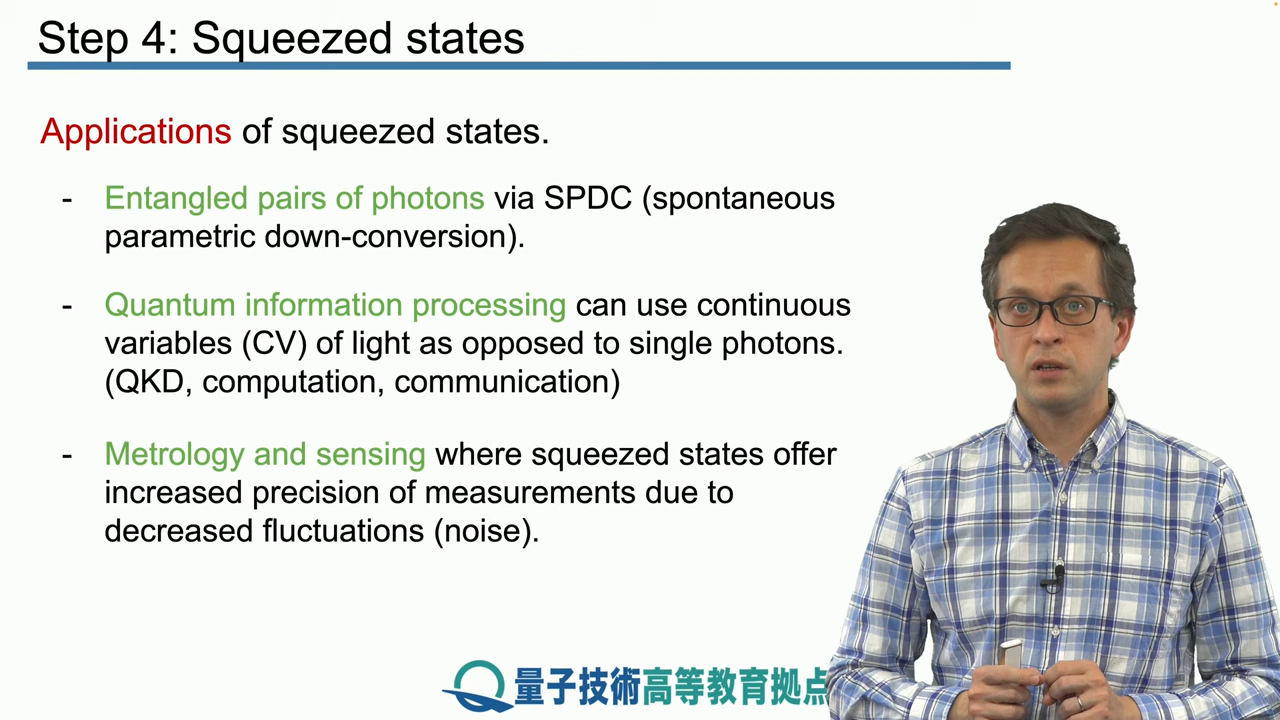 Step 4: Squeezed states
Applications of squeezed states.
- Entangled pairs of photons via SPDC (spontaneous
parametric down-conversion).
- Quantum information processing can use continuous
variables (CV) of light as opposed to single photons.
(QKD, computation, communication)
- Metrology and sensing where squeezed states offer
increased precision of measurements due to
decreased fluctuations (noise).
量子技術高等教育拠点